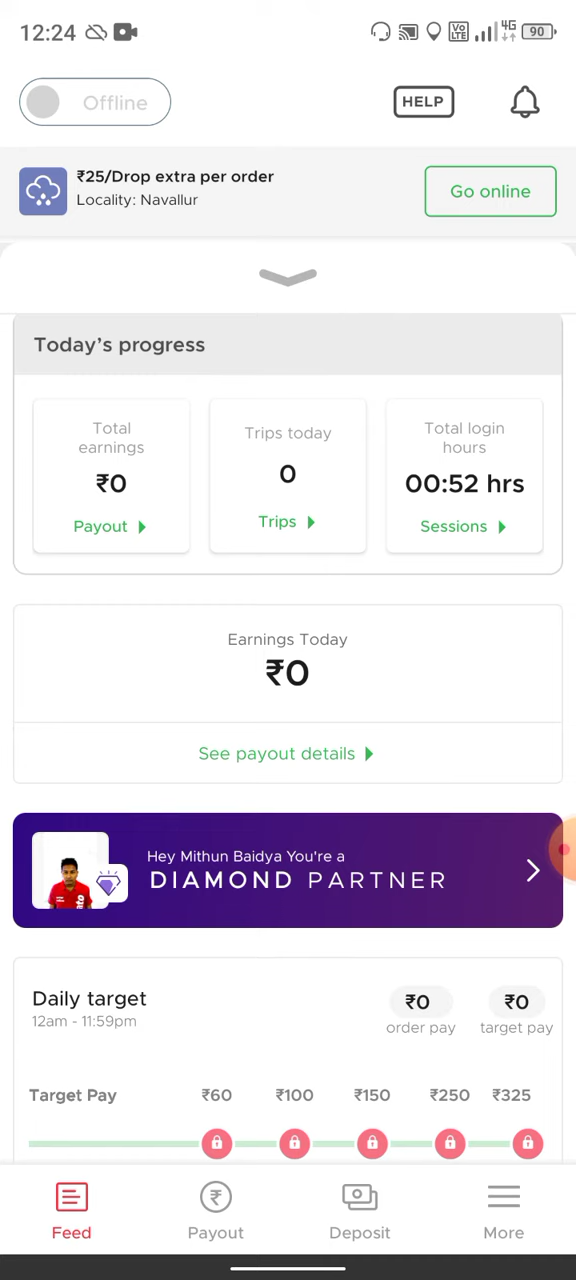 12:24
Vo
LTE
4G
90
Offline
HELP
₹25/Drop extra per order
Locality: Navallur
Go online
Today's progress
Total
earnings
₹0
Payout
Trips today
0
Trips
Total login
hours
00:52 hrs
Sessions
Earnings Today
₹0
See payout details
Hey Mithun Baidya You're a
DIAMOND PARTNER
Daily target
12am - 11:59pm
₹0
order pay
₹0
target pay
Target Pay ₹60 ₹100 ₹150 ₹250 ₹325
Feed Payout Deposit More